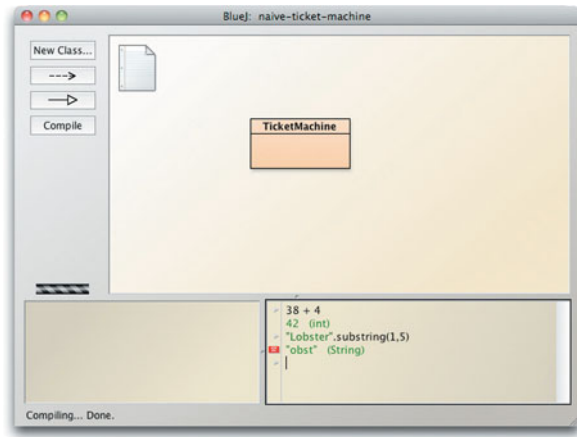 BlueJ: naive-ticket-machine
New Class...
Compile
TicketMachine
38 + 4
42 (int)
"Lobster".substring(1,5)
"obst" (String)
Compiling... Done.